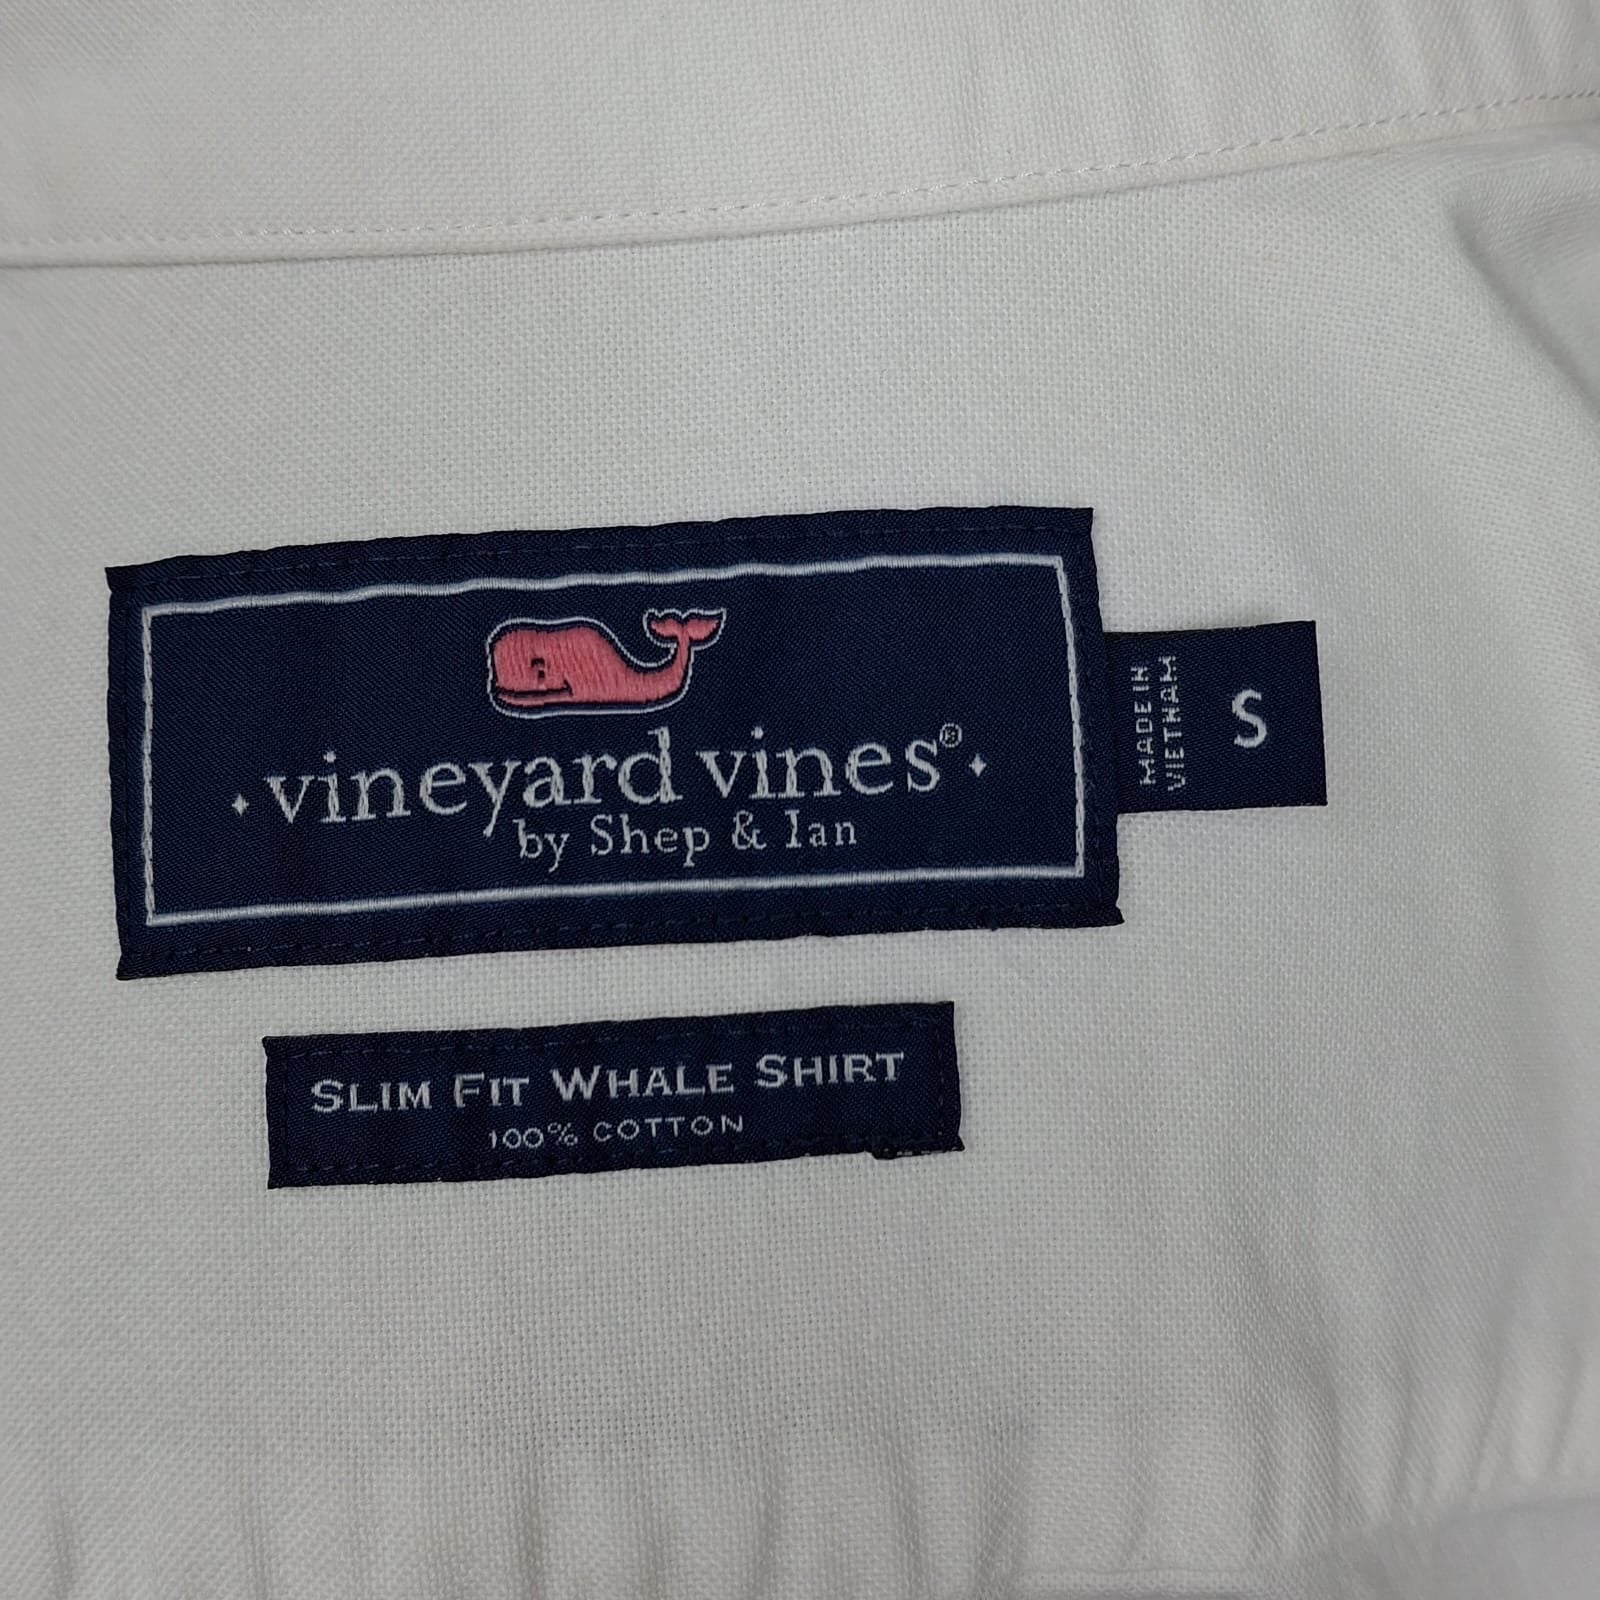 vineyard vines®
by Shep & Ian
MADE IN
VIETNAM
S
SLIM FIT WHALE SHIRT
100% COTTON